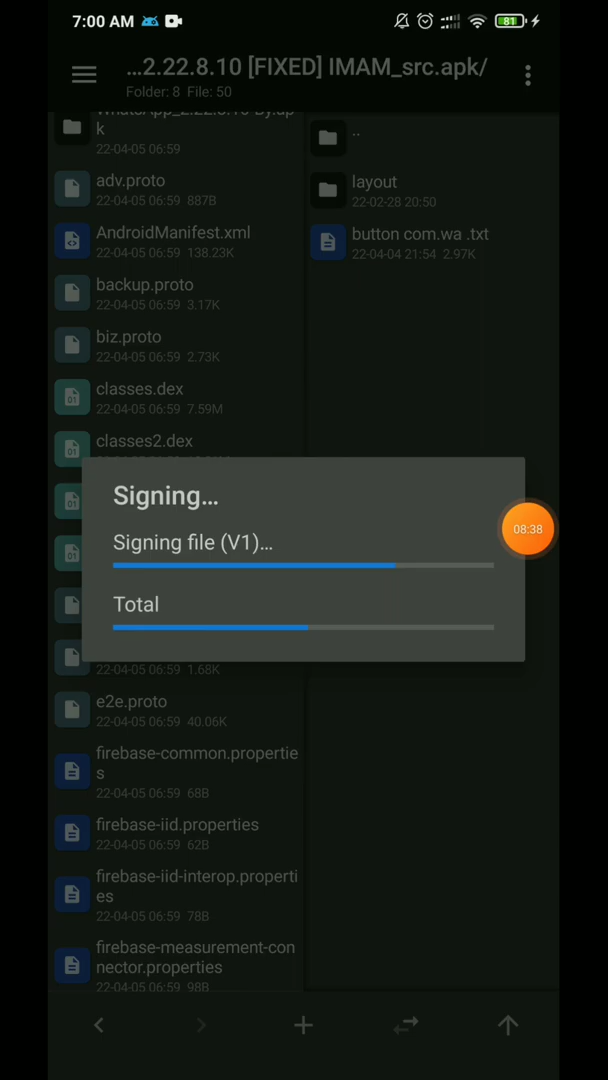 7:00 AM
81
...2.22.8.10 [FIXED] IMAM_src.apk/
Folder: 8 File: 50
k
22-04-05 06:59
adv.proto
22-04-05 06:59 887B
AndroidManifest.xml
22-04-05 06:59 138.23K
backup.proto
22-04-05 06:59 3.17K
biz.proto
22-04-05 06:59 2.73K
classes.dex
22-04-05 06:59 7.59M
classes2.dex
22-04-05 06:59 1.68K
e2e.proto
22-04-05 06:59 40.06K
firebase-common.propertie
s
22-04-05 06:59 68B
firebase-iid.properties
22-04-05 06:59 62B
firebase-iid-interop.properti
es
22-04-05 06:59 78B
firebase-measurement-con
nector.properties
22-04-05 06:59 98B
..
layout
22-02-28 20:50
button com.wa .txt
22-04-04 21:54 2.97K
Signing...
Signing file (V1)...
Total
08:38